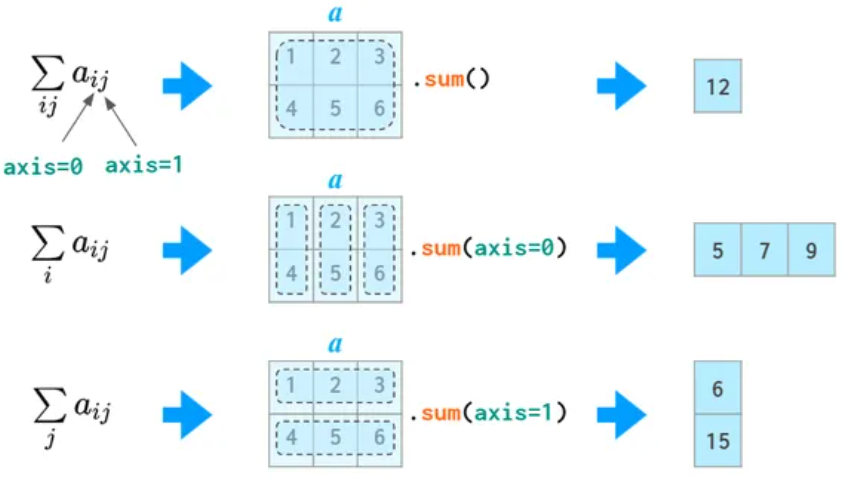 a
∑ij aij
1 2 3
4 5 6
.sum()
12
axis=0 axis=1
a
∑i aij
1 2 3
4 5 6
.sum(axis=0)
5 7 9
a
∑j aij
1 2 3
4 5 6
.sum(axis=1)
6
15